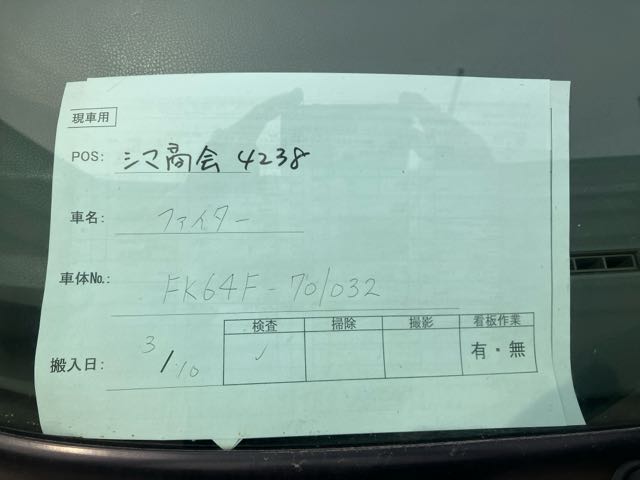 現車用
POS: シマ商会 4238
車名: ファイター
車体No.: FK64F-701032
検査 掃除 撮影 看板作業
搬入日: 3/10 ✓ 有・無